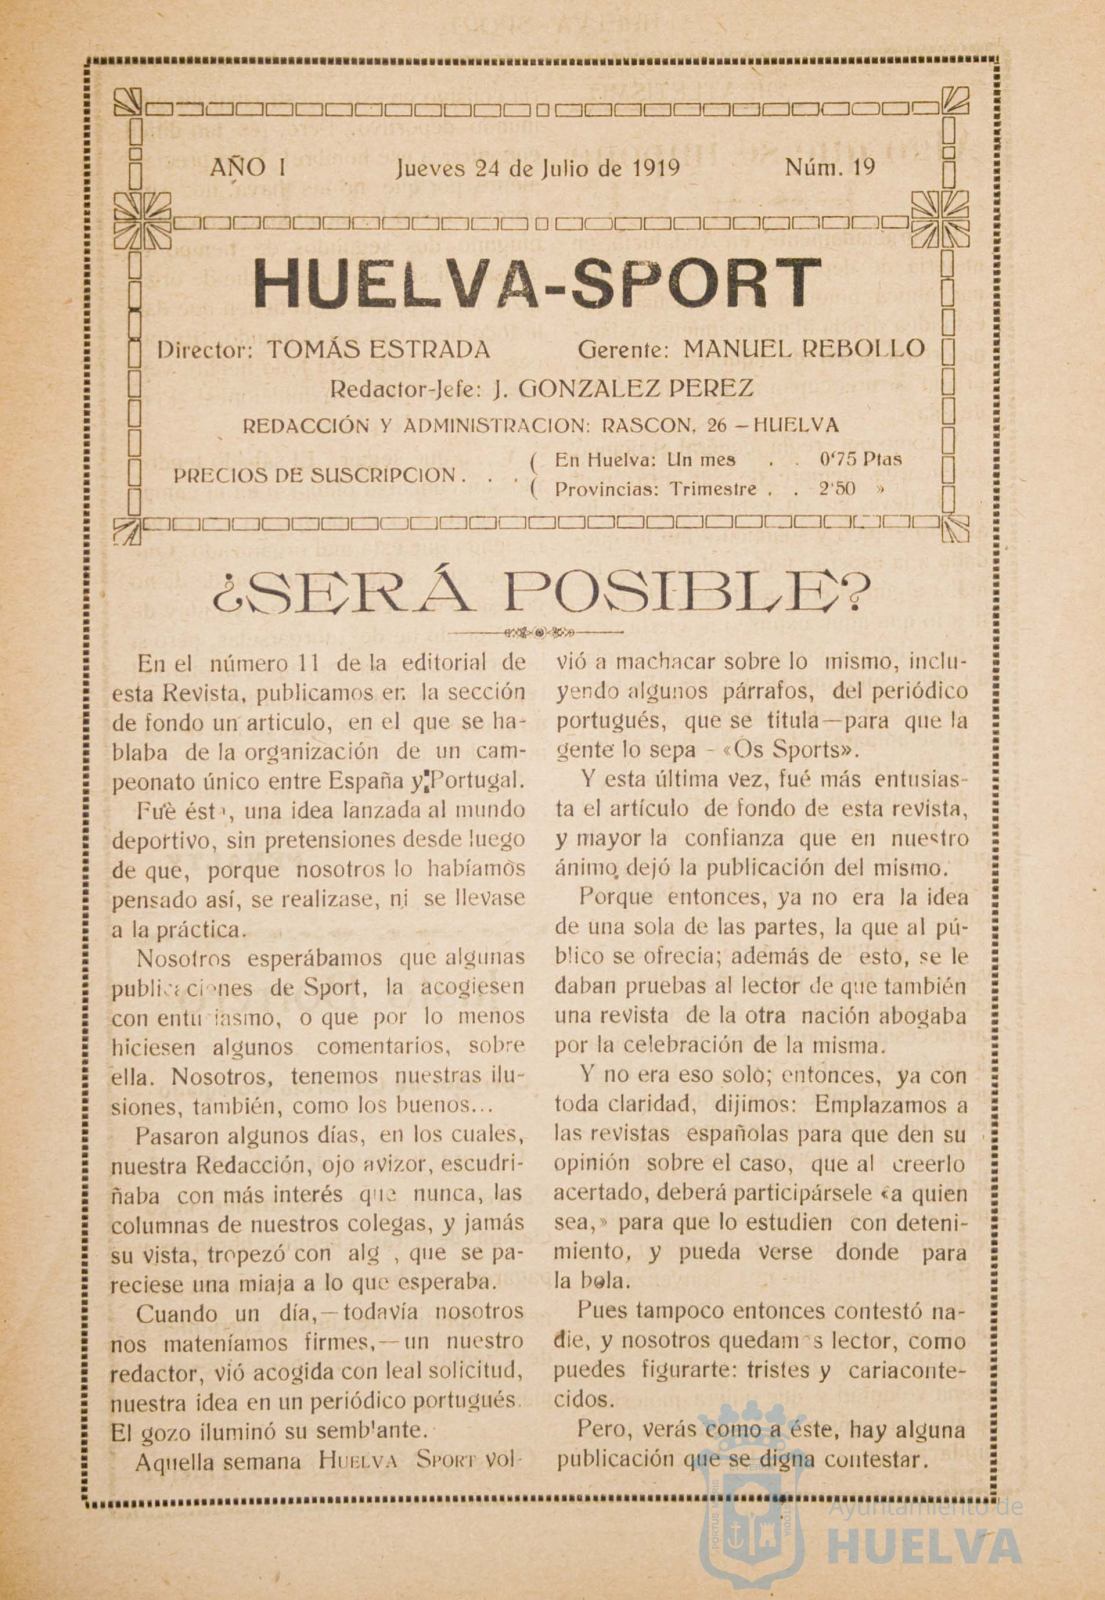 AÑO I
Jueves 24 de Julio de 1919
Núm. 19
HUELVA-SPORT
Director: TOMÁS ESTRADA
Gerente: MANUEL REBOLLO
Redactor-Jefe: J. GONZALEZ PEREZ
REDACCIÓN Y ADMINISTRACION: RASCON, 26 – HUELVA
PRECIOS DE SUSCRIPCION . . .
( En Huelva: Un mes . . 0‘75 Ptas
( Provincias: Trimestre . . 2‘50 »
¿SERÁ POSIBLE?
En el número 11 de la editorial de
esta Revista, publicamos en la sección
de fondo un articulo, en el que se ha-
blaba de la organización de un cam-
peonato único entre España y Portugal.
Fuè ésta, una idea lanzada al mundo
deportivo, sin pretensiones desde luego
de que, porque nosotros lo habíamos
pensado así, se realizase, ni se llevase
a la práctica.
Nosotros esperábamos que algunas
publicaciones de Sport, la acogiesen
con entu iasmo, o que por lo menos
hiciesen algunos comentarios, sobre
ella. Nosotros, tenemos nuestras ilu-
siones, también, como los buenos...
Pasaron algunos días, en los cuales,
nuestra Redacción, ojo avizor, escudri-
ñaba con más interés que nunca, las
columnas de nuestros colegas, y jamás
su vista, tropezó con alg , que se pa-
reciese una miaja a lo que esperaba.
Cuando un día,—todavía nosotros
nos mateníamos firmes,—un nuestro
redactor, vió acogida con leal solicitud,
nuestra idea en un periódico portugués.
El gozo iluminó su semb'ante.
Aquella semana HUELVA SPORT vol-
vió a machacar sobre lo mismo, inclu-
yendo algunos párrafos, del periódico
portugués, que se titula—para que la
gente lo sepa - «Os Sports».
Y esta última vez, fué más entusias-
ta el artículo de fondo de esta revista,
y mayor la confianza que en nuestro
ánimo dejó la publicación del mismo.
Porque entonces, ya no era la idea
de una sola de las partes, la que al pú-
blico se ofrecia; además de esto, se le
daban pruebas al lector de que también
una revista de la otra nación abogaba
por la celebración de la misma.
Y no era eso solo; entonces, ya con
toda claridad, dijimos: Emplazamos a
las revistas españolas para que den su
opinión sobre el caso, que al creerlo
acertado, deberá participársele «a quien
sea,» para que lo estudien con deteni-
miento, y pueda verse donde para
la bola.
Pues tampoco entonces contestó na-
die, y nosotros quedam s lector, como
puedes figurarte: tristes y cariaconte-
cidos.
Pero, verás como a éste, hay alguna
publicación que se digna contestar.
Ayuntamiento de
HUELVA